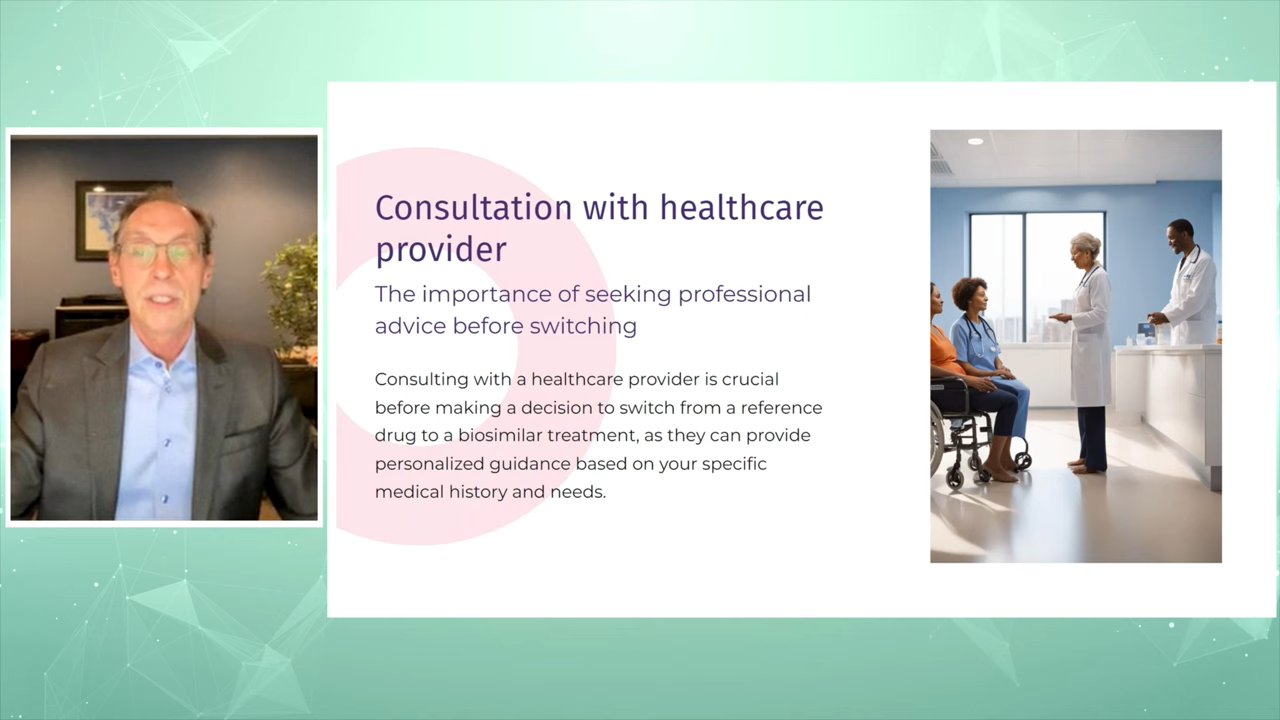 Consultation with healthcare
provider
The importance of seeking professional
advice before switching
Consulting with a healthcare provider is crucial
before making a decision to switch from a reference
drug to a biosimilar treatment, as they can provide
personalized guidance based on your specific
medical history and needs.